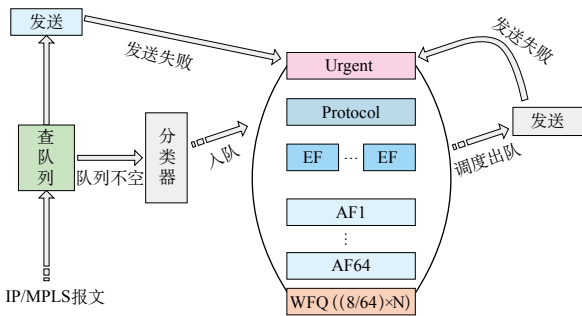 发送
发送失败
Urgent
发送失败
Protocol
发送
查队列
分类器
队列不空
入队
EF ... EF
调度出队
AF1
⋮
AF64
IP/MPLS报文
WFQ ((8/64)×N)